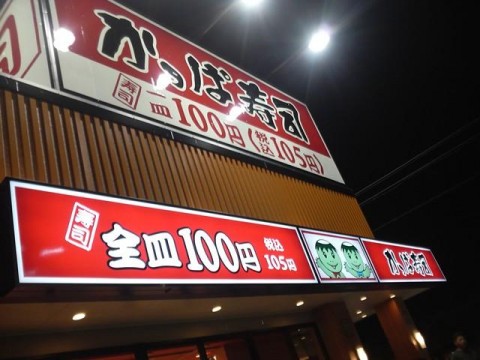 かっぱ寿司
寿司 一皿100円(税込105円)
寿司 全皿100円 税込105円 かっぱ寿司